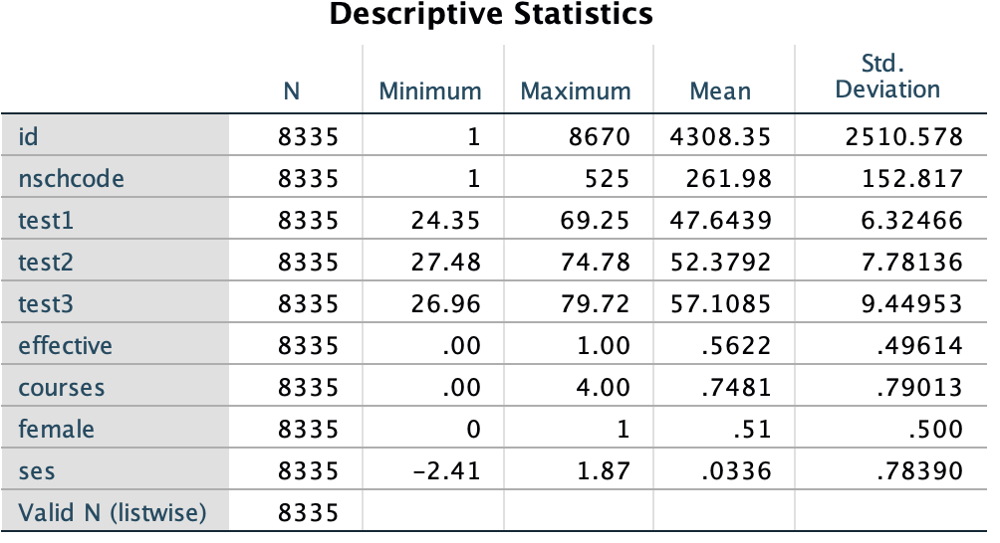 Descriptive Statistics
N Minimum Maximum Mean Std. Deviation
id 8335 1 8670 4308.35 2510.578
nschcode 8335 1 525 261.98 152.817
test1 8335 24.35 69.25 47.6439 6.32466
test2 8335 27.48 74.78 52.3792 7.78136
test3 8335 26.96 79.72 57.1085 9.44953
effective 8335 .00 1.00 .5622 .49614
courses 8335 .00 4.00 .7481 .79013
female 8335 0 1 .51 .500
ses 8335 −2.41 1.87 .0336 .78390
Valid N (listwise) 8335